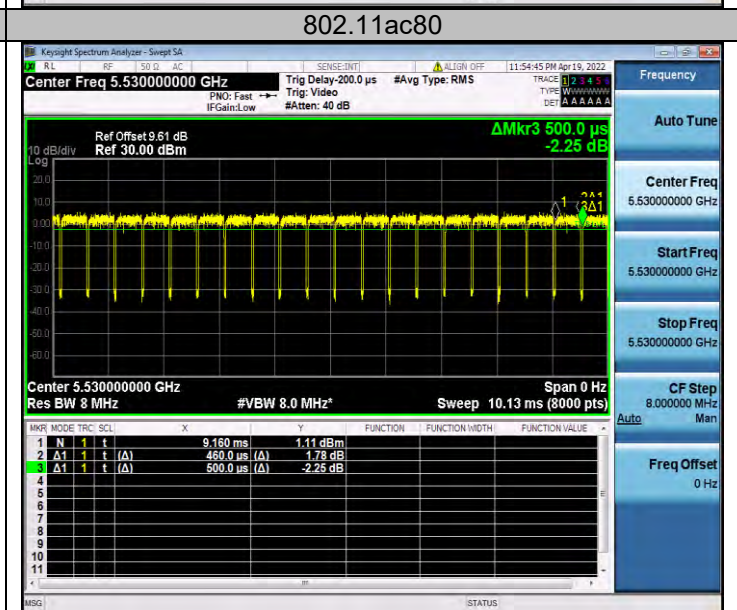 802.11ac80
Keysight Spectrum Analyzer - Swept SA
RL RF 50 Ω AC SENSE:INT ALIGN OFF 11:54:45 PM Apr 19, 2022
Center Freq 5.530000000 GHz Trig Delay-200.0 µs #Avg Type: RMS TRACE 1 2 3 4 5 6
PNO: Fast Trig: Video TYPE W
IFGain:Low #Atten: 40 dB DET A A A A A A
Frequency
Auto Tune
Center Freq
5.530000000 GHz
Start Freq
5.530000000 GHz
Stop Freq
5.530000000 GHz
CF Step
8.000000 MHz
Auto Man
Freq Offset
0 Hz
Ref Offset 9.61 dB ΔMkr3 500.0 µs
10 dB/div Ref 30.00 dBm -2.25 dB
Log
20.0
10.0
0.00
-10.0
-20.0
-30.0
-40.0
-50.0
-60.0
1 2Δ1
3Δ1
Center 5.530000000 GHz Span 0 Hz
Res BW 8 MHz #VBW 8.0 MHz* Sweep 10.13 ms (8000 pts)
MKR MODE TRC SCL X Y FUNCTION FUNCTION WIDTH FUNCTION VALUE
1 N 1 t 9.160 ms 1.11 dBm
2 Δ1 1 t (Δ) 460.0 µs (Δ) 1.78 dB
3 Δ1 1 t (Δ) 500.0 µs (Δ) -2.25 dB
4
5
6
7
8
9
10
11
MSG STATUS